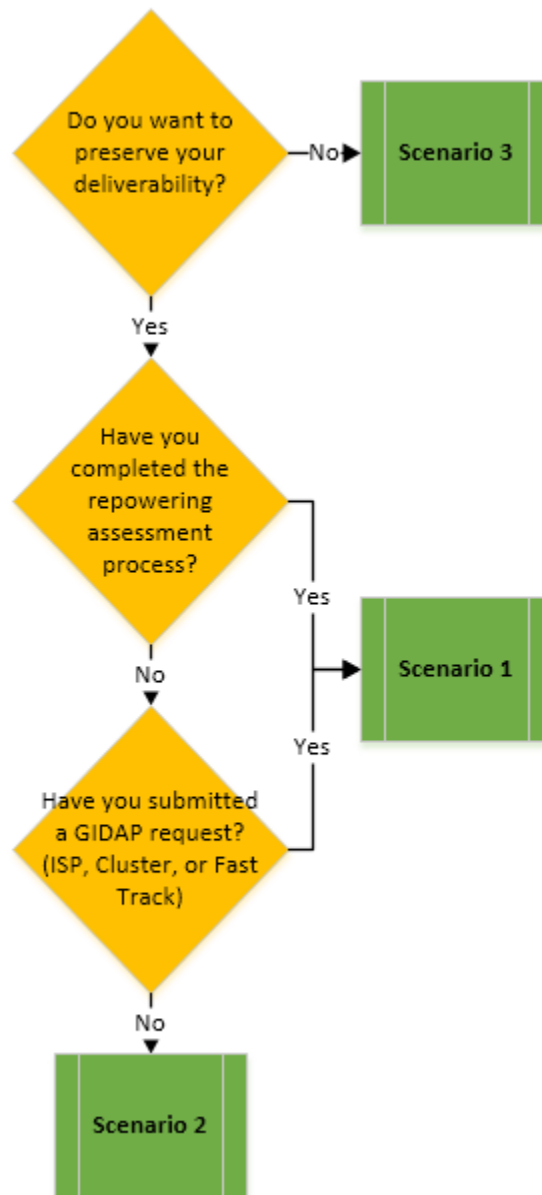 Do you want to
preserve your
deliverability?
No
Scenario 3
Yes
Have you
completed the
repowering
assessment
process?
Yes
Scenario 1
No
Yes
Have you submitted
a GIDAP request?
(ISP, Cluster, or Fast
Track)
No
Scenario 2